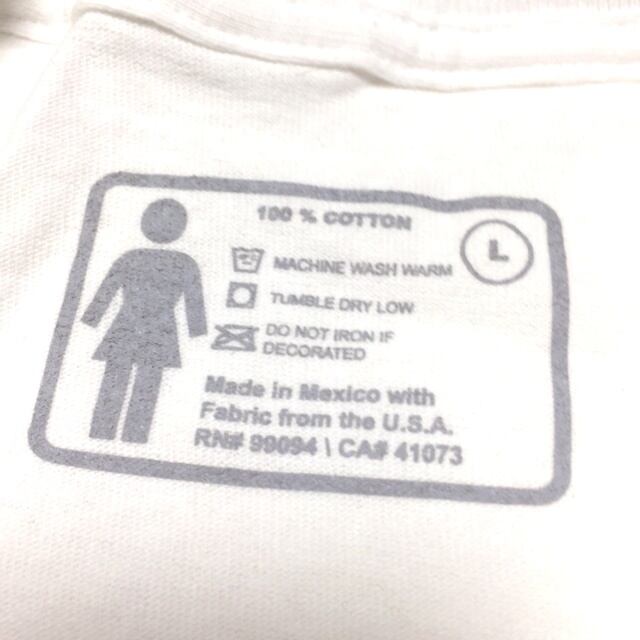 100 % COTTON
L
MACHINE WASH WARM
TUMBLE DRY LOW
DO NOT IRON IF
DECORATED
Made in Mexico with
Fabric from the U.S.A.
RN# 99094 \ CA# 41073